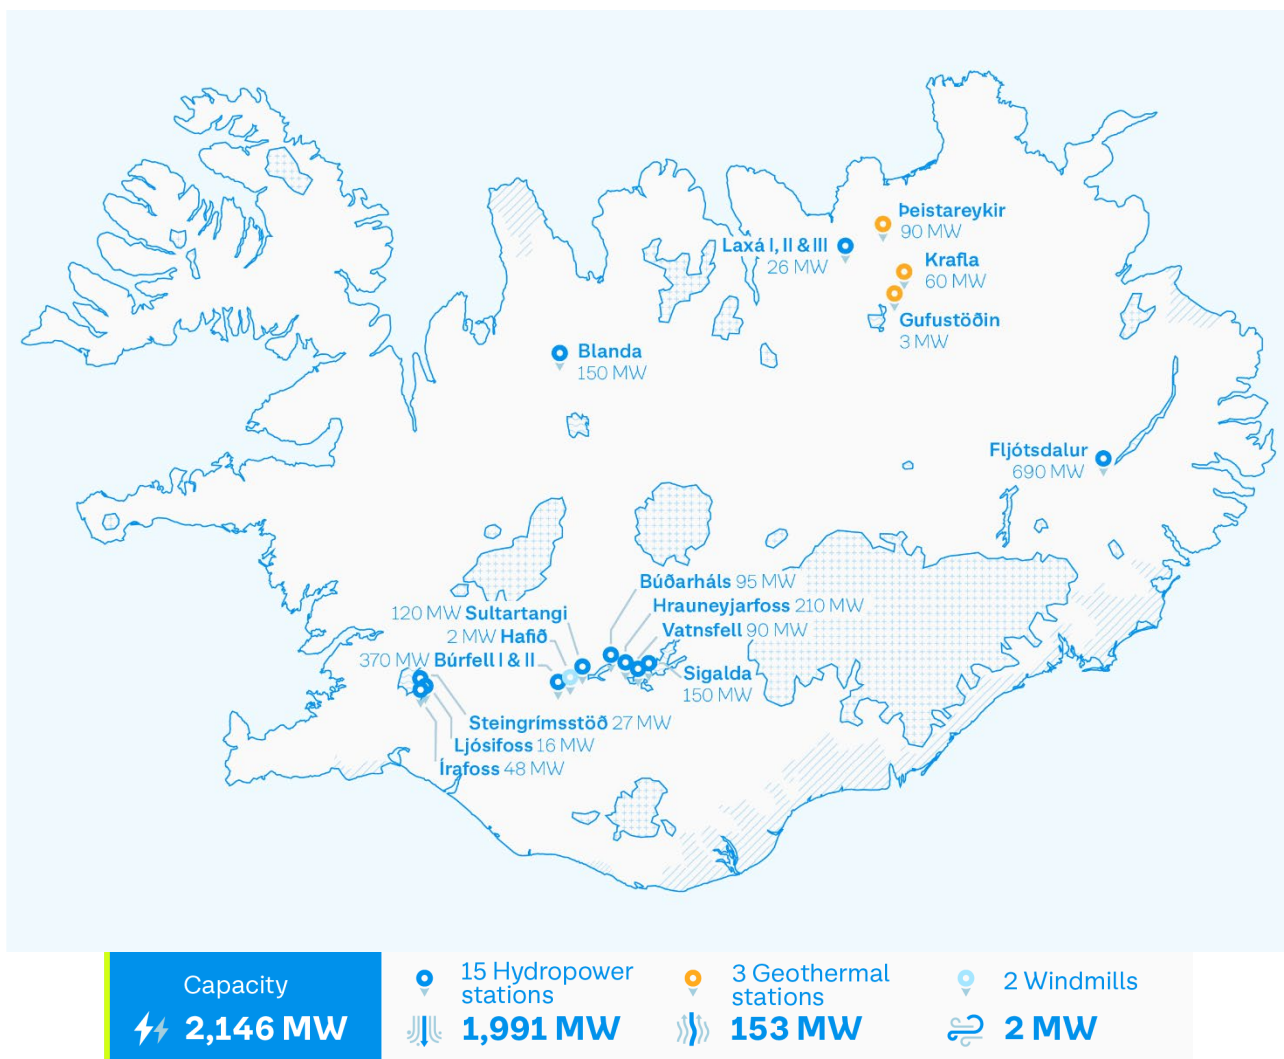 Þeistareykir
90 MW
Laxá I, II & III
26 MW
Krafla
60 MW
Gufustöðin
3 MW
Blanda
150 MW
Fljótsdalur
690 MW
Búðarháls 95 MW
Hrauneyjarfoss 210 MW
Vatnsfell 90 MW
120 MW Sultartangi
2 MW Hafið
370 MW Búrfell I & II
Sigalda
150 MW
Steingrímsstöð 27 MW
Ljósifoss 16 MW
Írafoss 48 MW
Capacity
2,146 MW
15 Hydropower
stations
1,991 MW
3 Geothermal
stations
153 MW
2 Windmills
2 MW